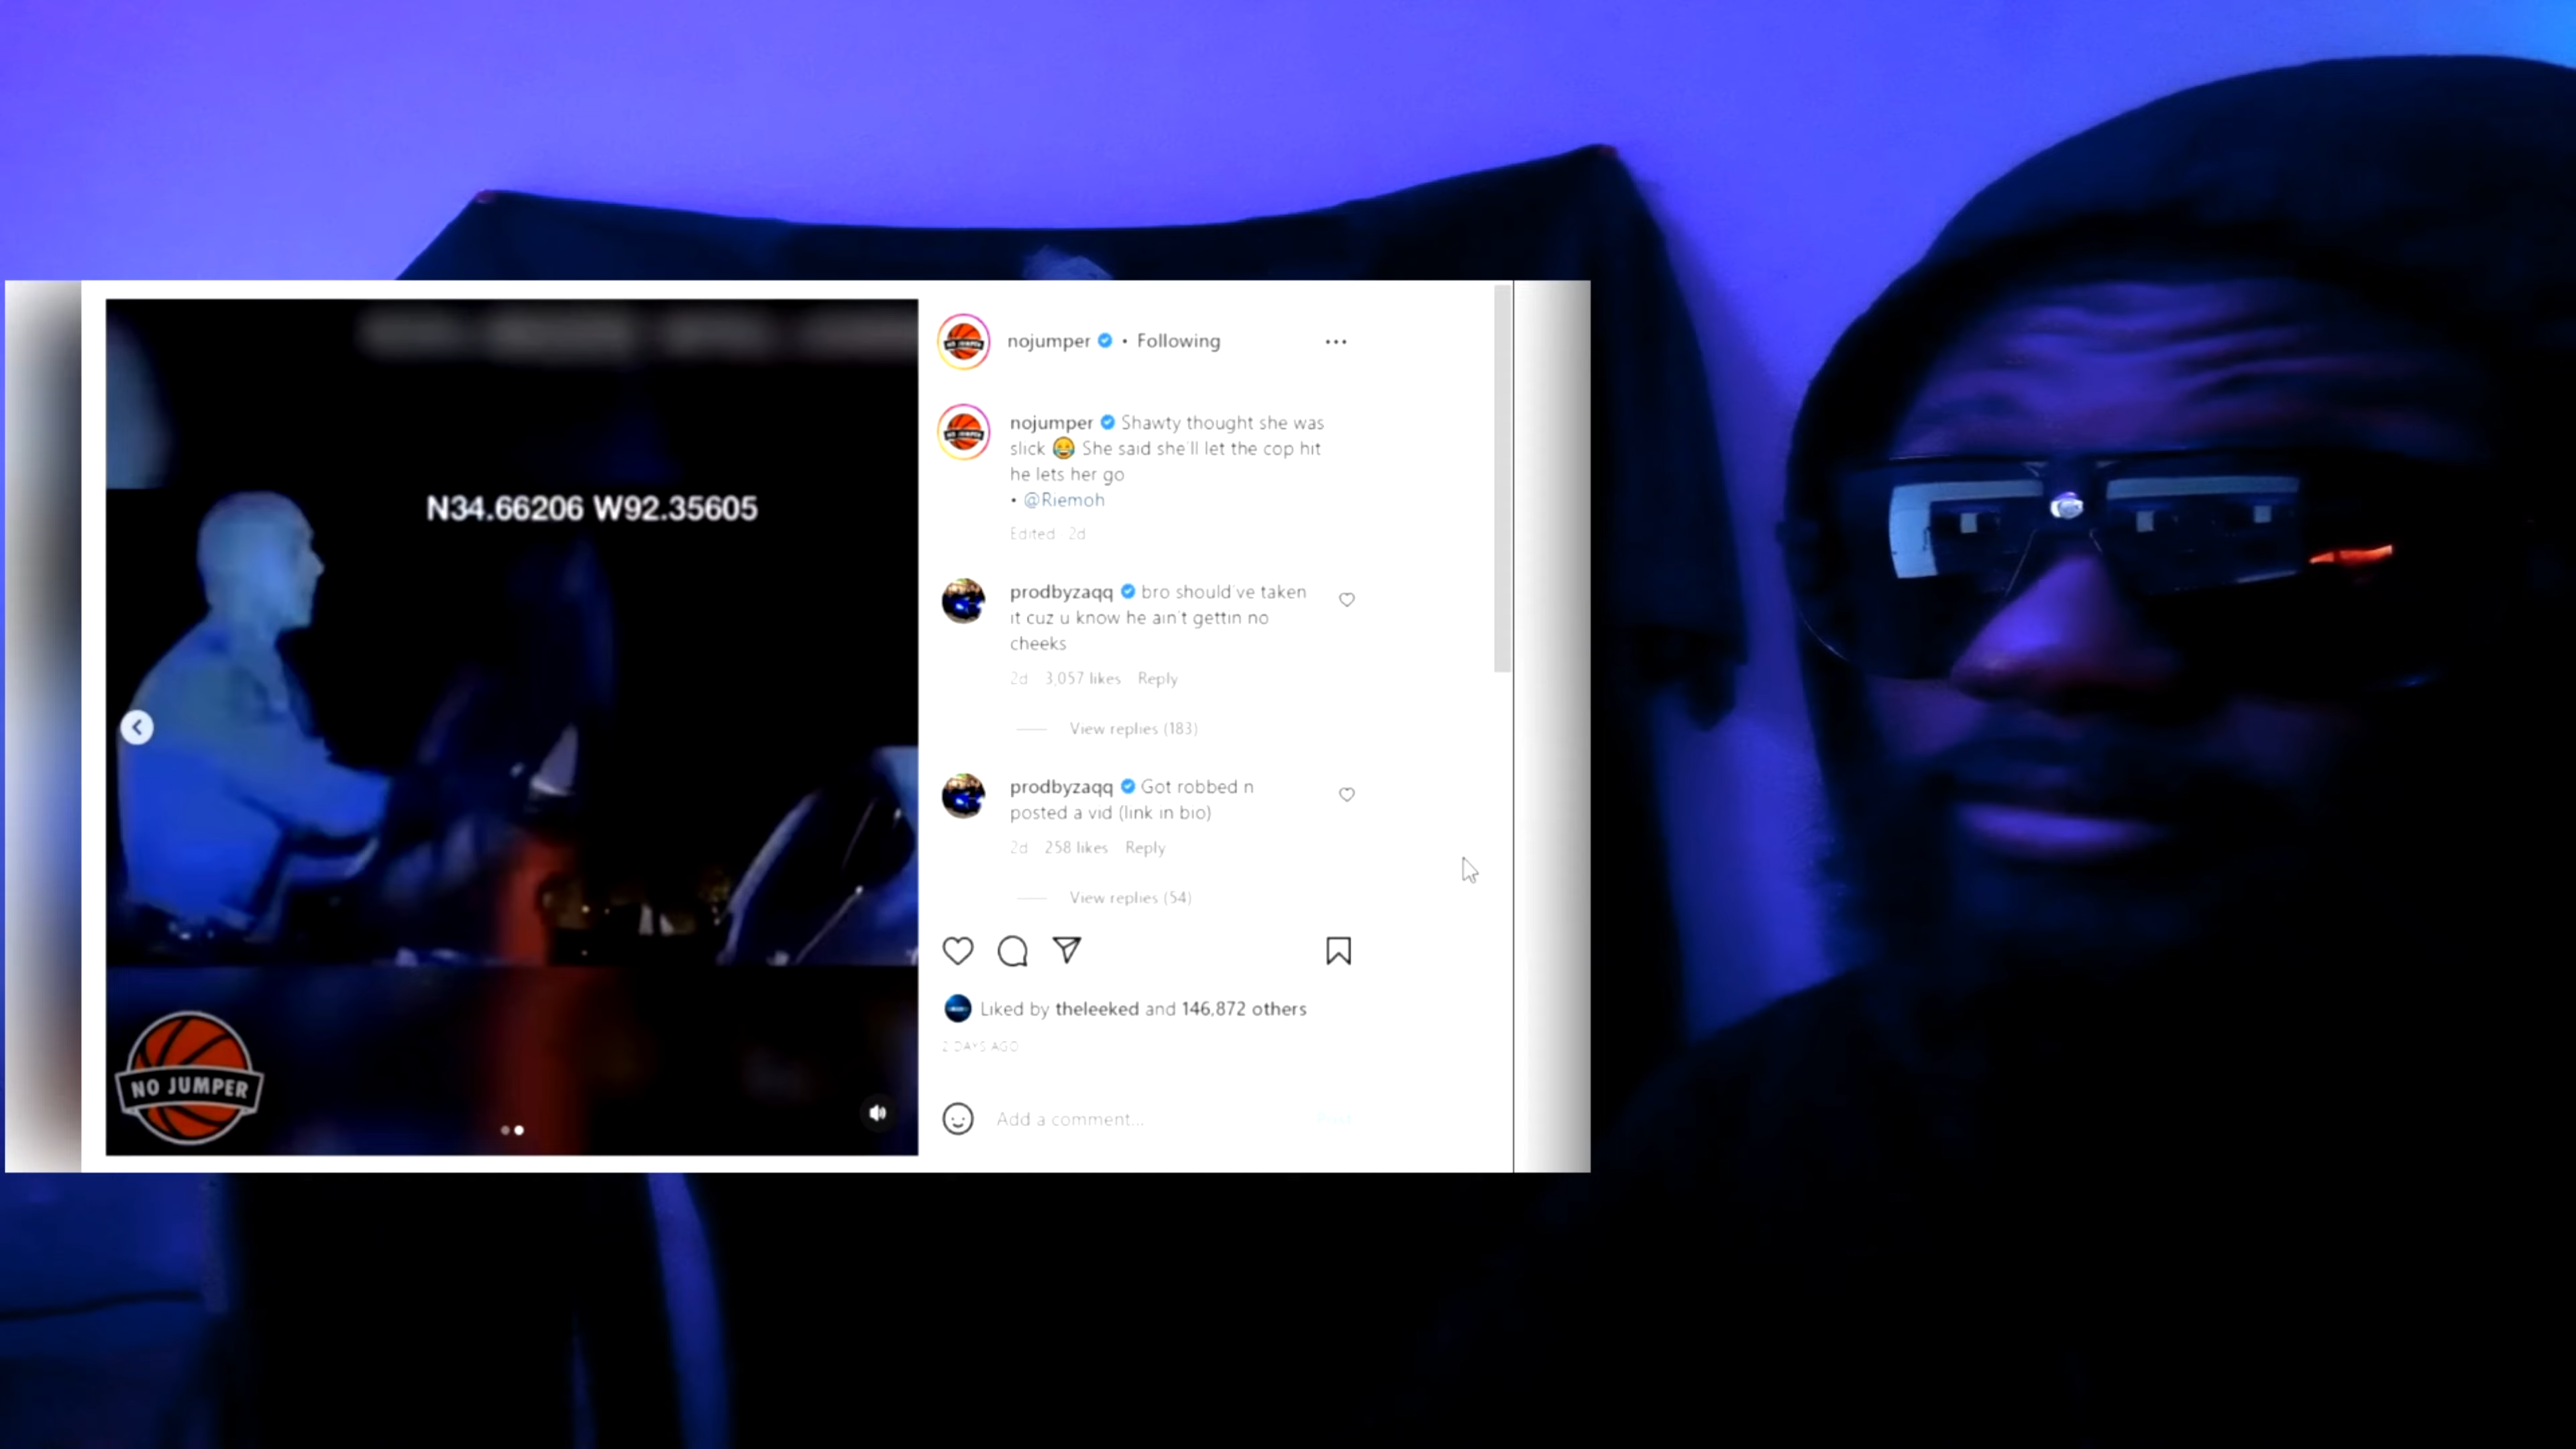 N34.66206 W92.35605
NO JUMPER
nojumper • Following
nojumper Shawty thought she was
slick 😂 She said she'll let the cop hit
he lets her go
• @Riemoh
Edited 2d
prodbyzaqq bro should've taken
it cuz u know he ain't gettin no
cheeks
2d 3,057 likes Reply
View replies (183)
prodbyzaqq Got robbed n
posted a vid (link in bio)
2d 258 likes Reply
View replies (54)
Liked by theleeked and 146,872 others
2 DAYS AGO
Add a comment... Post